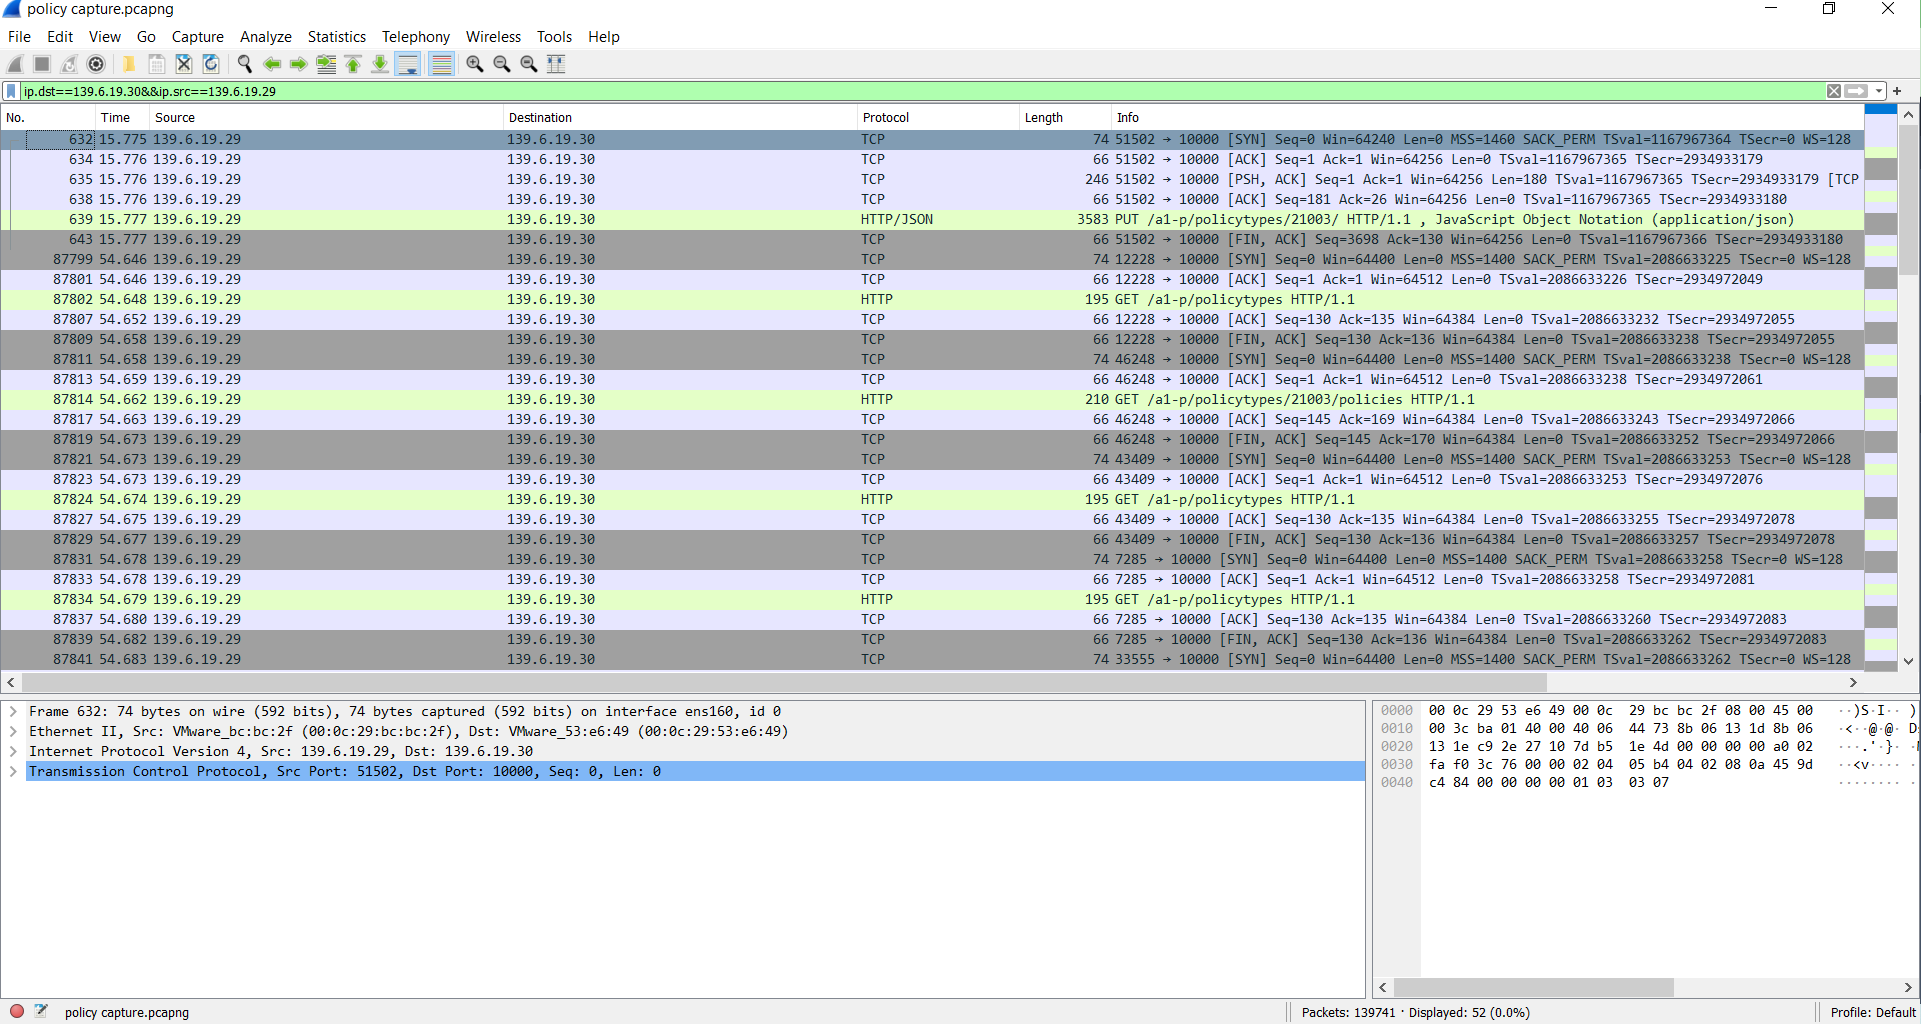 policy capture.pcapng
File Edit View Go Capture Analyze Statistics Telephony Wireless Tools Help
ip.dst==139.6.19.30&&ip.src==139.6.19.29
No. Time Source Destination Protocol Length Info
632 15.775 139.6.19.29 139.6.19.30 TCP 74 51502 → 10000 [SYN] Seq=0 Win=64240 Len=0 MSS=1460 SACK_PERM TSval=1167967364 TSecr=0 WS=128
634 15.776 139.6.19.29 139.6.19.30 TCP 66 51502 → 10000 [ACK] Seq=1 Ack=1 Win=64256 Len=0 TSval=1167967365 TSecr=2934933179
635 15.776 139.6.19.29 139.6.19.30 TCP 246 51502 → 10000 [PSH, ACK] Seq=1 Ack=1 Win=64256 Len=180 TSval=1167967365 TSecr=2934933179 [TCP
638 15.776 139.6.19.29 139.6.19.30 TCP 66 51502 → 10000 [ACK] Seq=181 Ack=26 Win=64256 Len=0 TSval=1167967365 TSecr=2934933180
639 15.777 139.6.19.29 139.6.19.30 HTTP/JSON 3583 PUT /a1-p/policytypes/21003/ HTTP/1.1 , JavaScript Object Notation (application/json)
643 15.777 139.6.19.29 139.6.19.30 TCP 66 51502 → 10000 [FIN, ACK] Seq=3698 Ack=130 Win=64256 Len=0 TSval=1167967366 TSecr=2934933180
87799 54.646 139.6.19.29 139.6.19.30 TCP 74 12228 → 10000 [SYN] Seq=0 Win=64400 Len=0 MSS=1400 SACK_PERM TSval=2086633225 TSecr=0 WS=128
87801 54.646 139.6.19.29 139.6.19.30 TCP 66 12228 → 10000 [ACK] Seq=1 Ack=1 Win=64512 Len=0 TSval=2086633226 TSecr=2934972049
87802 54.648 139.6.19.29 139.6.19.30 HTTP 195 GET /a1-p/policytypes HTTP/1.1
87807 54.652 139.6.19.29 139.6.19.30 TCP 66 12228 → 10000 [ACK] Seq=130 Ack=135 Win=64384 Len=0 TSval=2086633232 TSecr=2934972055
87809 54.658 139.6.19.29 139.6.19.30 TCP 66 12228 → 10000 [FIN, ACK] Seq=130 Ack=136 Win=64384 Len=0 TSval=2086633238 TSecr=2934972055
87811 54.658 139.6.19.29 139.6.19.30 TCP 74 46248 → 10000 [SYN] Seq=0 Win=64400 Len=0 MSS=1400 SACK_PERM TSval=2086633238 TSecr=0 WS=128
87813 54.659 139.6.19.29 139.6.19.30 TCP 66 46248 → 10000 [ACK] Seq=1 Ack=1 Win=64512 Len=0 TSval=2086633238 TSecr=2934972061
87814 54.662 139.6.19.29 139.6.19.30 HTTP 210 GET /a1-p/policytypes/21003/policies HTTP/1.1
87817 54.663 139.6.19.29 139.6.19.30 TCP 66 46248 → 10000 [ACK] Seq=145 Ack=169 Win=64384 Len=0 TSval=2086633243 TSecr=2934972066
87819 54.673 139.6.19.29 139.6.19.30 TCP 66 46248 → 10000 [FIN, ACK] Seq=145 Ack=170 Win=64384 Len=0 TSval=2086633252 TSecr=2934972066
87821 54.673 139.6.19.29 139.6.19.30 TCP 74 43409 → 10000 [SYN] Seq=0 Win=64400 Len=0 MSS=1400 SACK_PERM TSval=2086633253 TSecr=0 WS=128
87823 54.673 139.6.19.29 139.6.19.30 TCP 66 43409 → 10000 [ACK] Seq=1 Ack=1 Win=64512 Len=0 TSval=2086633253 TSecr=2934972076
87824 54.674 139.6.19.29 139.6.19.30 HTTP 195 GET /a1-p/policytypes HTTP/1.1
87827 54.675 139.6.19.29 139.6.19.30 TCP 66 43409 → 10000 [ACK] Seq=130 Ack=135 Win=64384 Len=0 TSval=2086633255 TSecr=2934972078
87829 54.677 139.6.19.29 139.6.19.30 TCP 66 43409 → 10000 [FIN, ACK] Seq=130 Ack=136 Win=64384 Len=0 TSval=2086633257 TSecr=2934972078
87831 54.678 139.6.19.29 139.6.19.30 TCP 74 7285 → 10000 [SYN] Seq=0 Win=64400 Len=0 MSS=1400 SACK_PERM TSval=2086633258 TSecr=0 WS=128
87833 54.678 139.6.19.29 139.6.19.30 TCP 66 7285 → 10000 [ACK] Seq=1 Ack=1 Win=64512 Len=0 TSval=2086633258 TSecr=2934972081
87834 54.679 139.6.19.29 139.6.19.30 HTTP 195 GET /a1-p/policytypes HTTP/1.1
87837 54.680 139.6.19.29 139.6.19.30 TCP 66 7285 → 10000 [ACK] Seq=130 Ack=135 Win=64384 Len=0 TSval=2086633260 TSecr=2934972083
87839 54.682 139.6.19.29 139.6.19.30 TCP 66 7285 → 10000 [FIN, ACK] Seq=130 Ack=136 Win=64384 Len=0 TSval=2086633262 TSecr=2934972083
87841 54.683 139.6.19.29 139.6.19.30 TCP 74 33555 → 10000 [SYN] Seq=0 Win=64400 Len=0 MSS=1400 SACK_PERM TSval=2086633262 TSecr=0 WS=128
Frame 632: 74 bytes on wire (592 bits), 74 bytes captured (592 bits) on interface ens160, id 0
Ethernet II, Src: VMware_bc:bc:2f (00:0c:29:bc:bc:2f), Dst: VMware_53:e6:49 (00:0c:29:53:e6:49)
Internet Protocol Version 4, Src: 139.6.19.29, Dst: 139.6.19.30
Transmission Control Protocol, Src Port: 51502, Dst Port: 10000, Seq: 0, Len: 0
0000 00 0c 29 53 e6 49 00 0c 29 bc bc 2f 08 00 45 00 ··)S·I·· )
0010 00 3c ba 01 40 00 40 06 44 73 8b 06 13 1d 8b 06 ·<··@·@· D
0020 13 1e c9 2e 27 10 7d b5 1e 4d 00 00 00 00 a0 02 ···.'·}· ·
0030 fa f0 3c 76 00 00 02 04 05 b4 04 02 08 0a 45 9d ··<v···· ·
0040 c4 84 00 00 00 00 01 03 03 07 ········ ·
policy capture.pcapng
Packets: 139741 · Displayed: 52 (0.0%)
Profile: Default